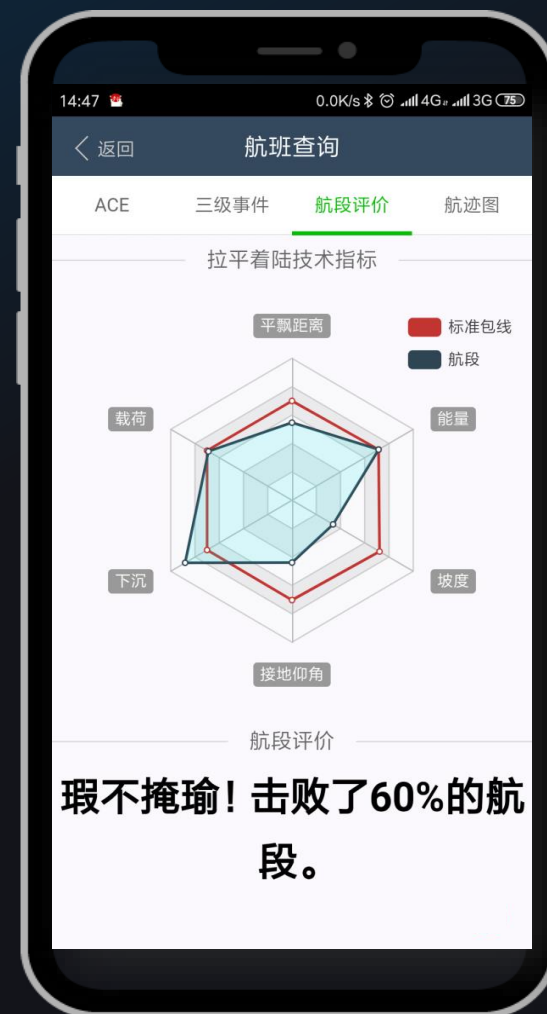 14:47 0.0K/s 4G 3G 75
返回 航班查询
ACE 三级事件 航段评价 航迹图
拉平着陆技术指标
标准包线
航段
平飘距离
能量
载荷
下沉
坡度
接地仰角
航段评价
瑕不掩瑜！击败了60%的航
段。